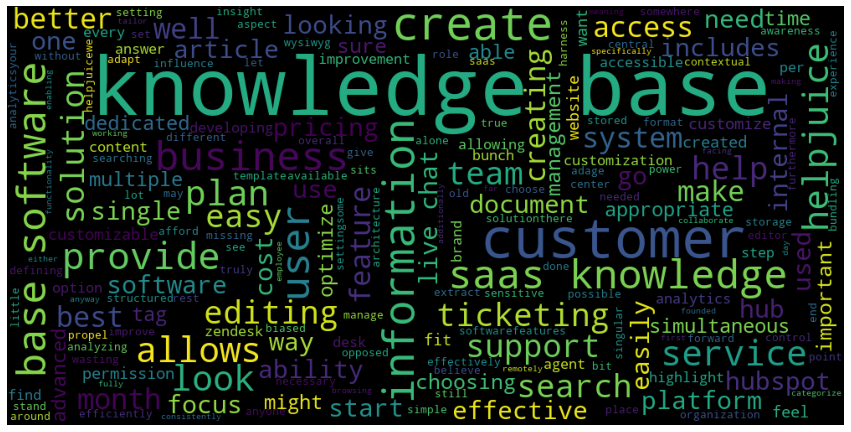 better
setting
insight
tailor
meaning
somewhere
every
aspect
wysiwyg
create
want
needtime
awareness
well
looking
harness
access
specifically
central
role
one
answer
set
without
article
sure
able
saas
includes
accessible
contextual
helpjuicewe
improvement
adapt
influence
let
analyticsyour
enabling
knowledge base
working
per
format
stored
experience
dedicated
developing
pricing
true
customize
different
overall
alone
allowing
bunch
system
created
content
searching
give
templateavailable
business
sits
team
adage
center
customization
website
creating
management
internal
helpjuice
facing
furthermore
functionality
solution
base software
multiple
lot
may
plan
use
feature
architecture
information
live chat
document
go
help
make
power
collaborate
solutionthere
old
choose
needed
appropriate
additionally
bundling
single
easy
user
optimize
settingsome
customizable
afford
missing
cost
employee
see
brand
customer
storage
editor
day
defining
provide
option
truly
software
structured
rest
either
little
best
tag
propel
anyway
improve
analyzing
wasting
editing
zendesk
biased
way
manage
extract
sensitive
possible
saas knowledge
step
done
analytics
used
founded
end
important
softwarefeatures
ticketing
singular
hub
simultaneous
easily
desk
opposed
fit
effectively
believe
agent
bit
support
forward
first
control
point
advanced
permission
allows
ability
necessary
fully
look
browsing
choosing
remotely
still
search
highlight
service
hubspot
find
stand
around
month
efficiently
consistently
focus
might
anyone
start
simple
effective
place
organization
platform
feel
categorize
making